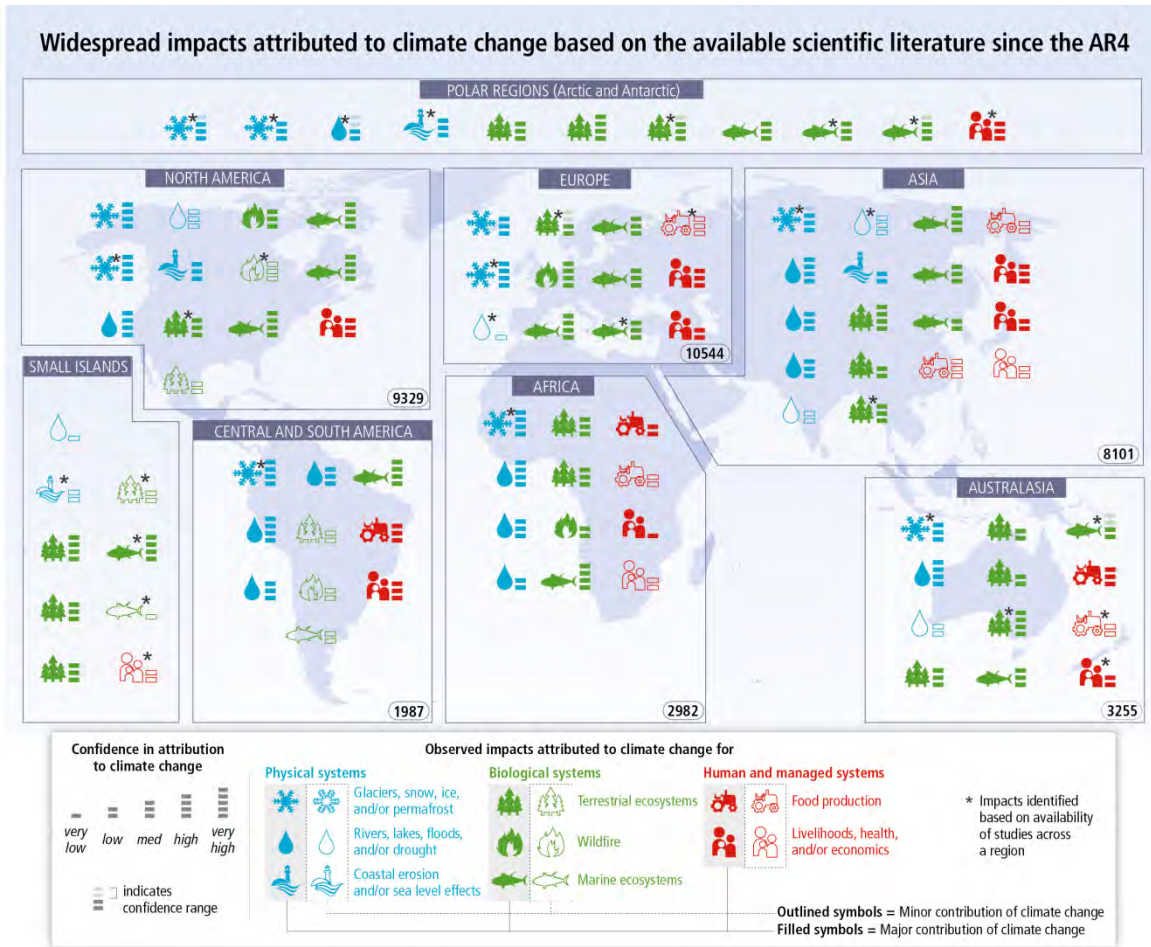 Widespread impacts attributed to climate change based on the available scientific literature since the AR4
POLAR REGIONS (Arctic and Antarctic)
NORTH AMERICA
EUROPE
ASIA
10544
SMALL ISLANDS
AFRICA
9329
CENTRAL AND SOUTH AMERICA
8101
AUSTRALASIA
1987
2982
3255
Confidence in attribution
to climate change
very
low
low
med
high
very
high
indicates
confidence range
Observed impacts attributed to climate change for
Physical systems
Glaciers, snow, ice,
and/or permafrost
Rivers, lakes, floods,
and/or drought
Coastal erosion
and/or sea level effects
Biological systems
Terrestrial ecosystems
Wildfire
Marine ecosystems
Human and managed systems
Food production
Livelihoods, health,
and/or economics
* Impacts identified
based on availability
of studies across
a region
Outlined symbols = Minor contribution of climate change
Filled symbols = Major contribution of climate change